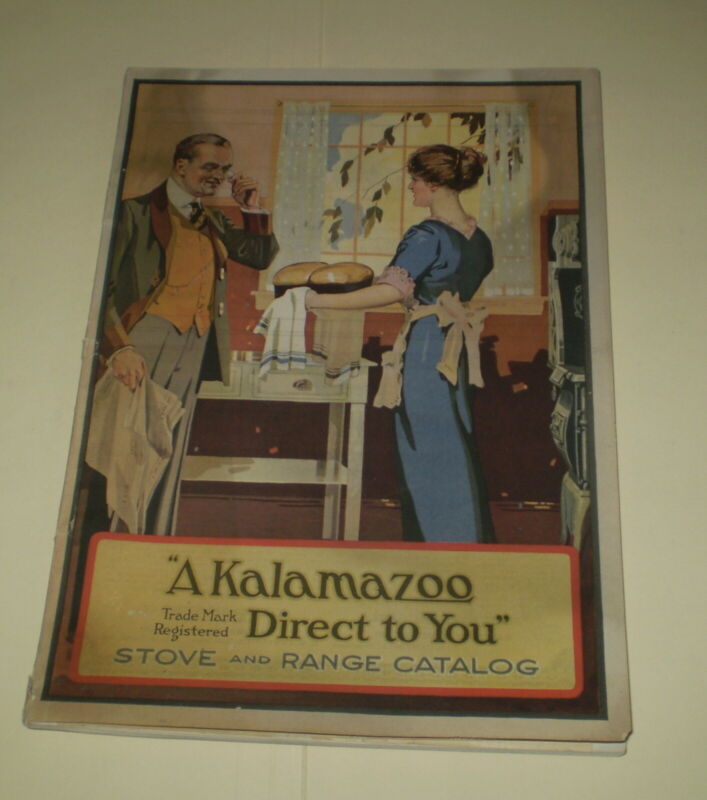 "A Kalamazoo
Trade Mark
Registered
Direct to You"
STOVE AND RANGE CATALOG